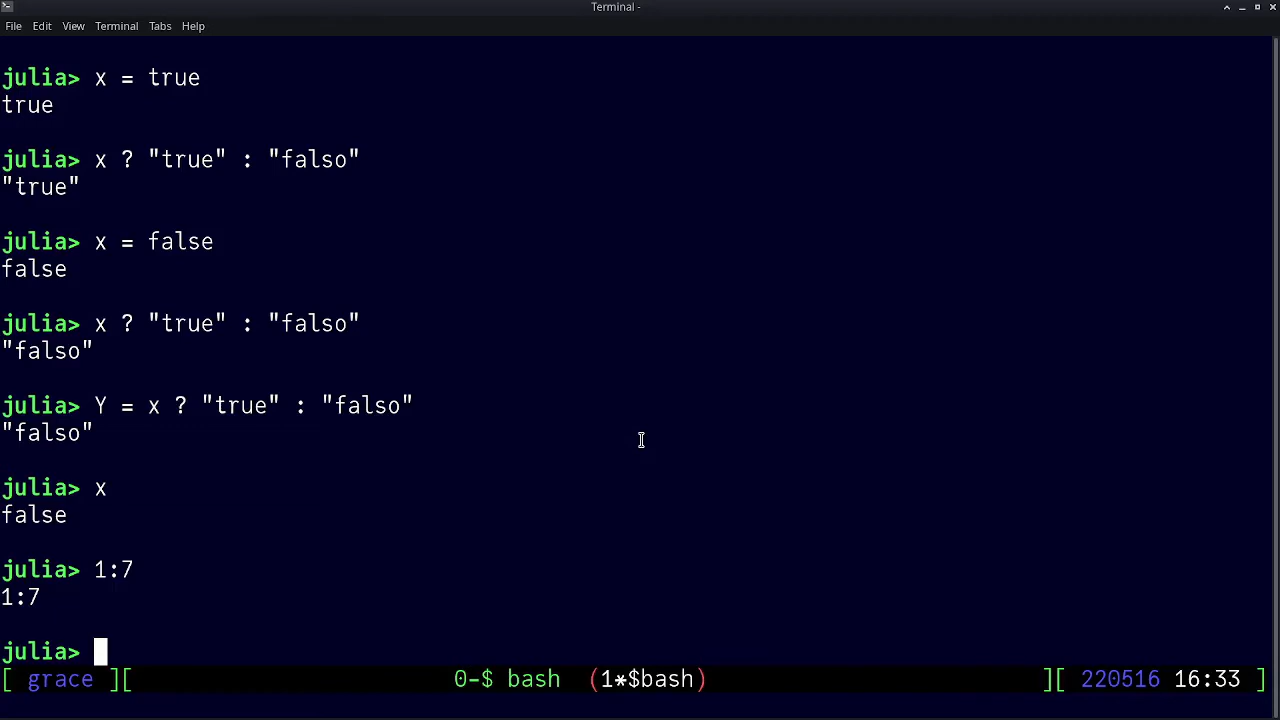 Terminal -
File Edit View Terminal Tabs Help
julia> x = true
true
julia> x ? "true" : "falso"
"true"
julia> x = false
false
julia> x ? "true" : "falso"
"falso"
julia> Y = x ? "true" : "falso"
"falso"
julia> x
false
julia> 1:7
1:7
julia>
[ grace ][ 0-$ bash (1*$bash) ][ 220516 16:33 ]